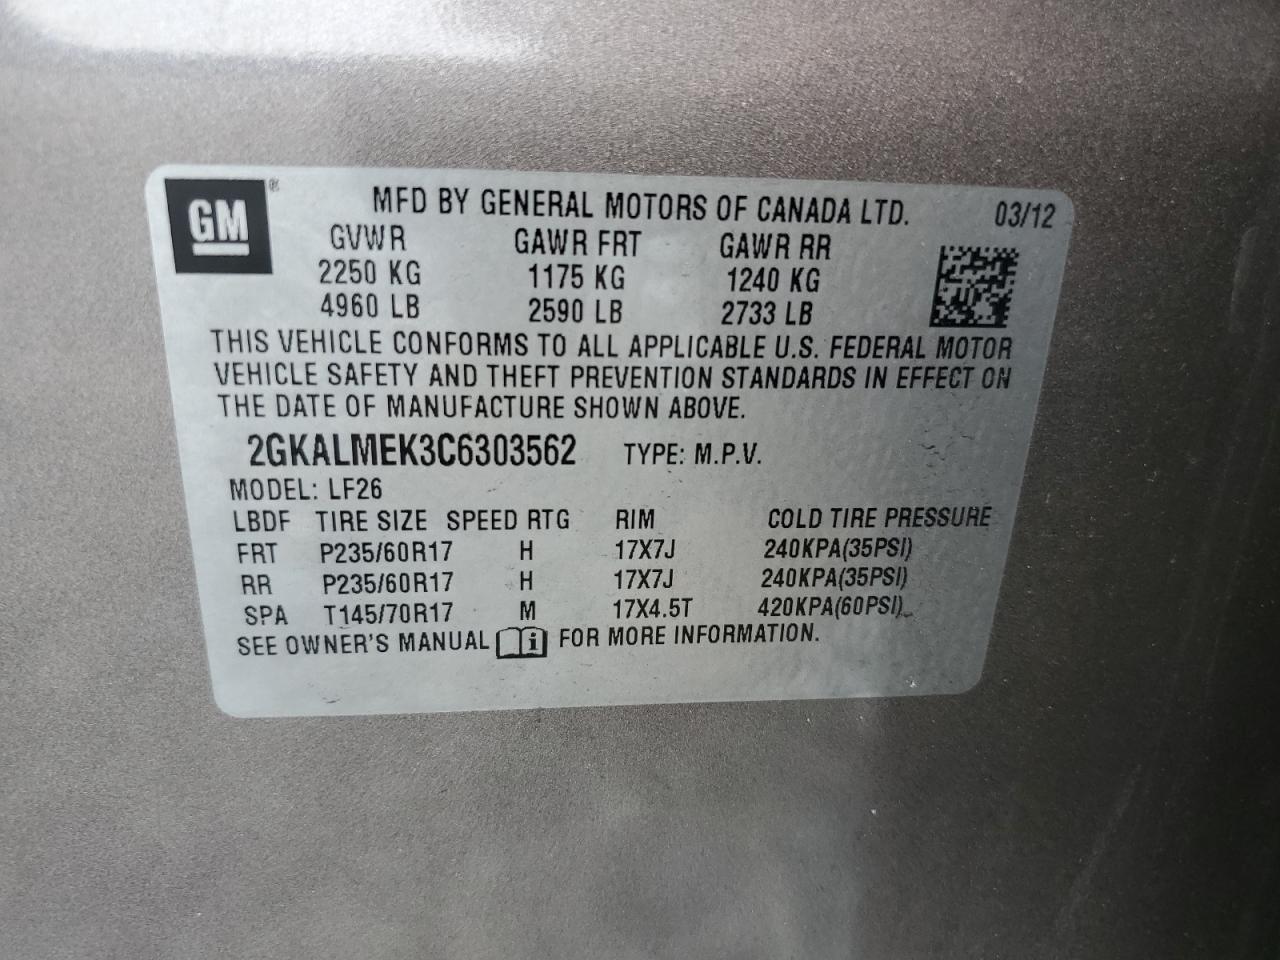 GM ®
MFD BY GENERAL MOTORS OF CANADA LTD. 03/12
GVWR GAWR FRT GAWR RR
2250 KG 1175 KG 1240 KG
4960 LB 2590 LB 2733 LB
THIS VEHICLE CONFORMS TO ALL APPLICABLE U.S. FEDERAL MOTOR
VEHICLE SAFETY AND THEFT PREVENTION STANDARDS IN EFFECT ON
THE DATE OF MANUFACTURE SHOWN ABOVE.
2GKALMEK3C6303562 TYPE: M.P.V.
MODEL: LF26
LBDF TIRE SIZE SPEED RTG RIM COLD TIRE PRESSURE
FRT P235/60R17 H 17X7J 240KPA(35PSI)
RR P235/60R17 H 17X7J 240KPA(35PSI)
SPA T145/70R17 M 17X4.5T 420KPA(60PSI)
SEE OWNER'S MANUAL i FOR MORE INFORMATION.